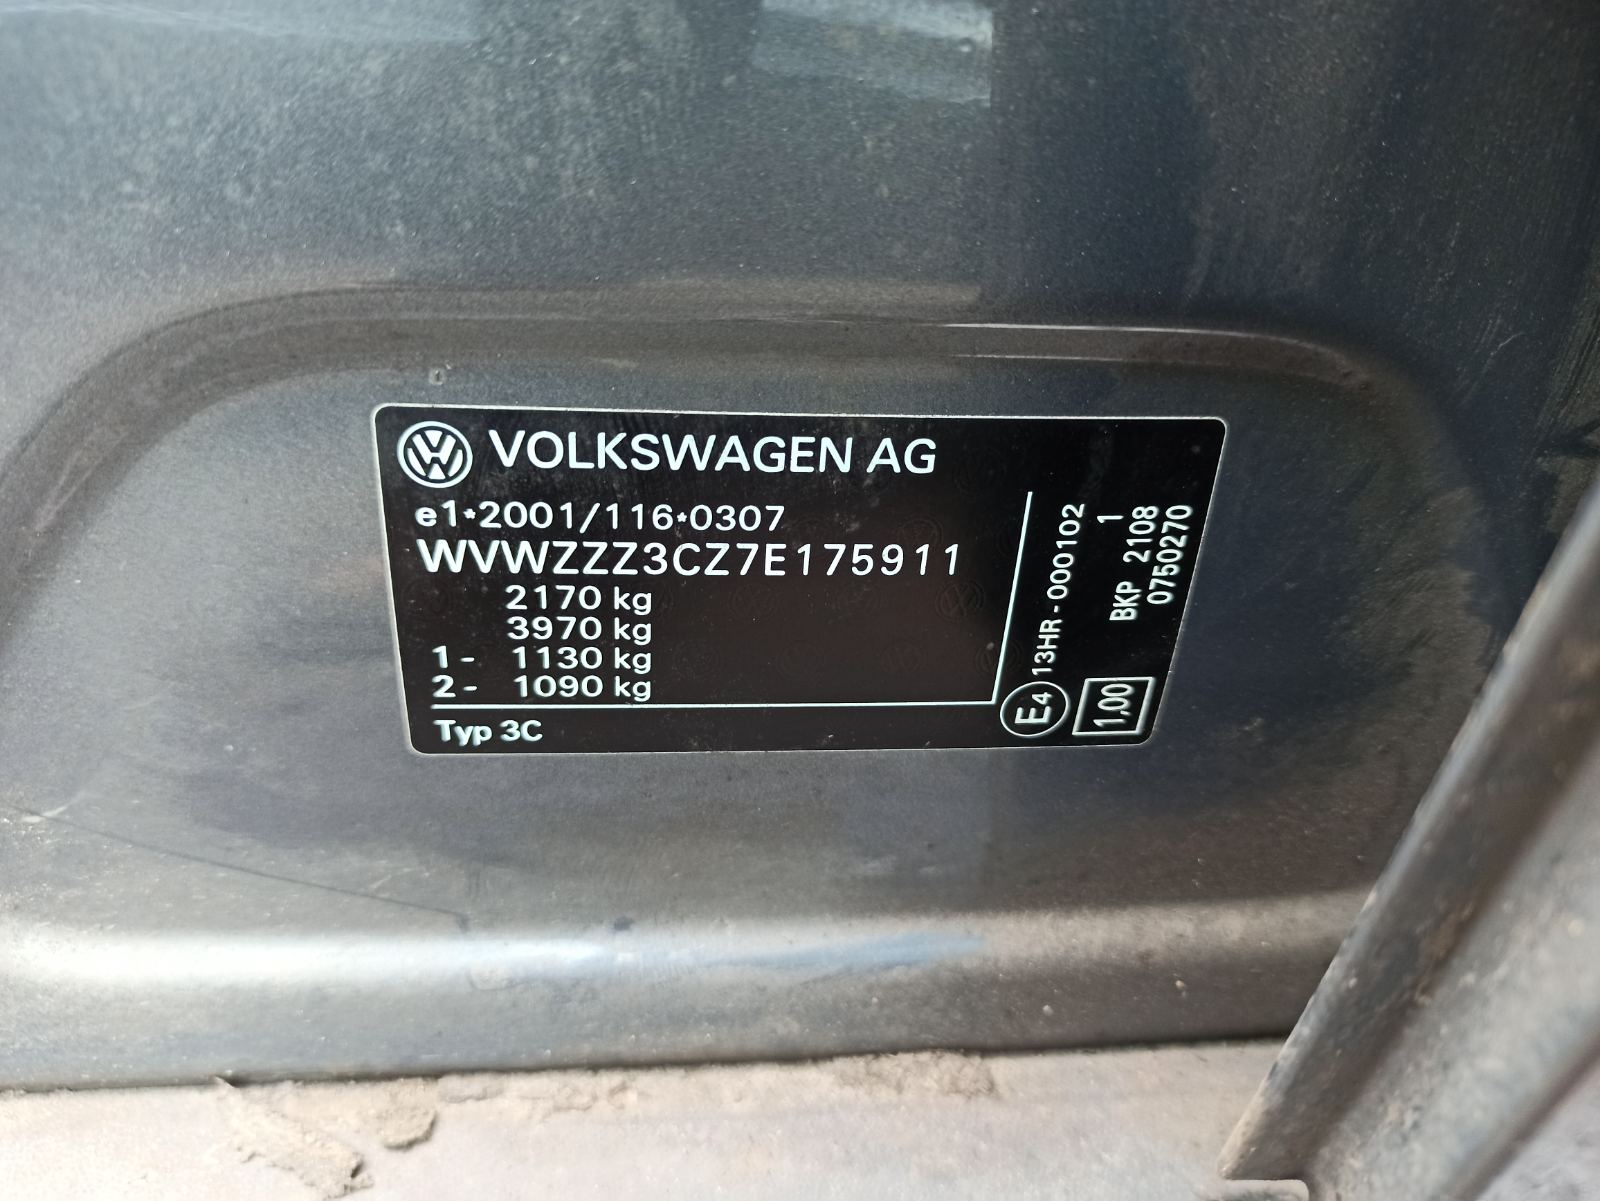 VOLKSWAGEN AG
e1*2001/116*0307
WVWZZZ3CZ7E175911
2170 kg
3970 kg
1 - 1130 kg
2 - 1090 kg
Typ 3C
E4 13HR - 000102
1
BKP 2108
0750270
1,00